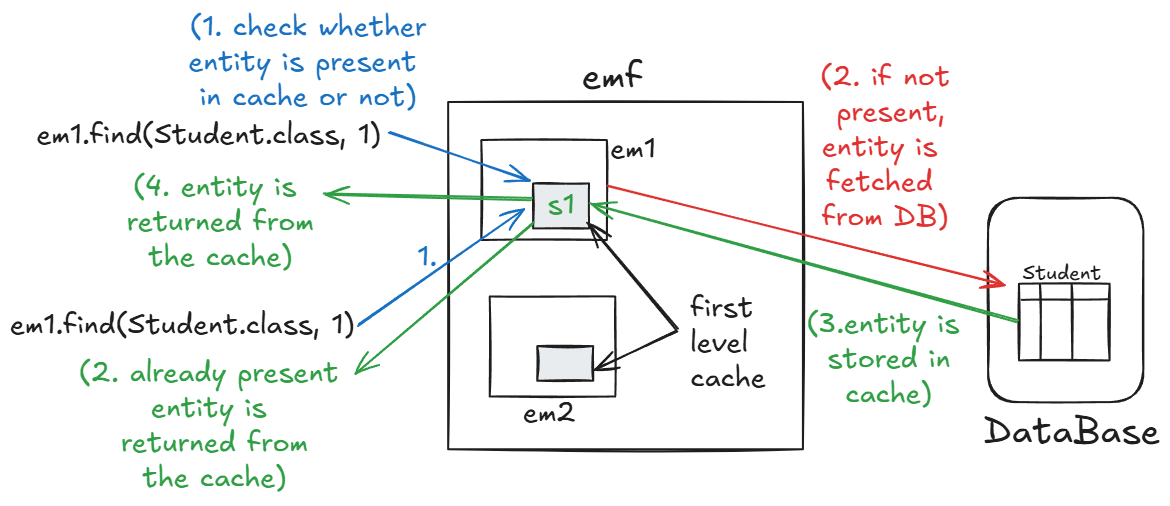 (1. check whether
entity is present
in cache or not)
em1.find(Student.class, 1)
(4. entity is
returned from
the cache)
1.
em1.find(Student.class, 1)
(2. already present
entity is
returned from
the cache)
emf
em1
s1
em2
first
level
cache
(2. if not
present,
entity is
fetched
from DB)
(3.entity is
stored in
cache)
Student
DataBase